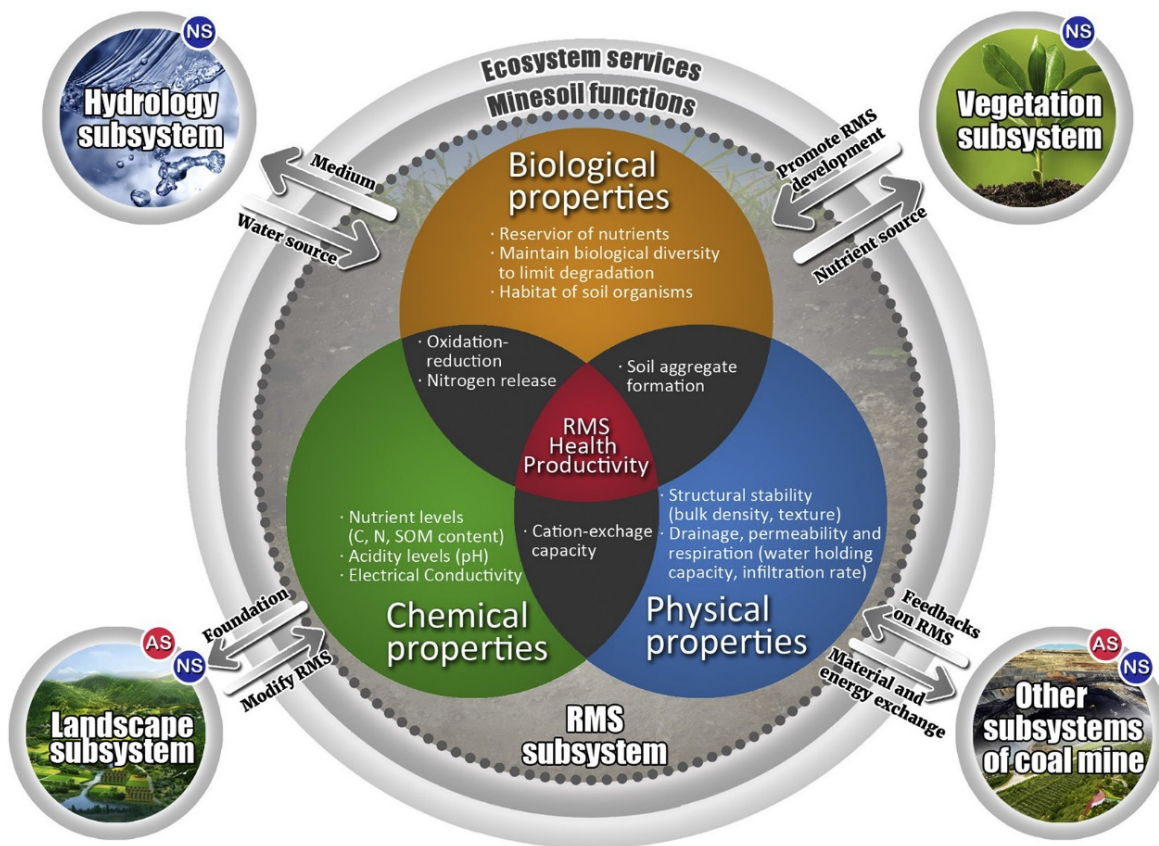 NS
Hydrology
subsystem
Ecosystem services
Minesoil functions
NS
Vegetation
subsystem
Medium
Water source
Promote RMS
development
Nutrient source
Biological
properties
· Reservior of nutrients
· Maintain biological diversity
to limit degradation
· Habitat of soil organisms
· Oxidation-
reduction
· Nitrogen release
· Soil aggregate
formation
RMS
Health
Productivity
· Nutrient levels
(C, N, SOM content)
· Acidity levels (pH)
· Electrical Conductivity
Chemical
properties
· Cation-exchage
capacity
· Structural stability
(bulk density, texture)
· Drainage, permeability and
respiration (water holding
capacity, infiltration rate)
Physical
properties
Foundation
Modify RMS
AS
NS
Landscape
subsystem
RMS
subsystem
Feedbacks
on RMS
Material and
energy exchange
AS
NS
Other
subsystems
of coal mine